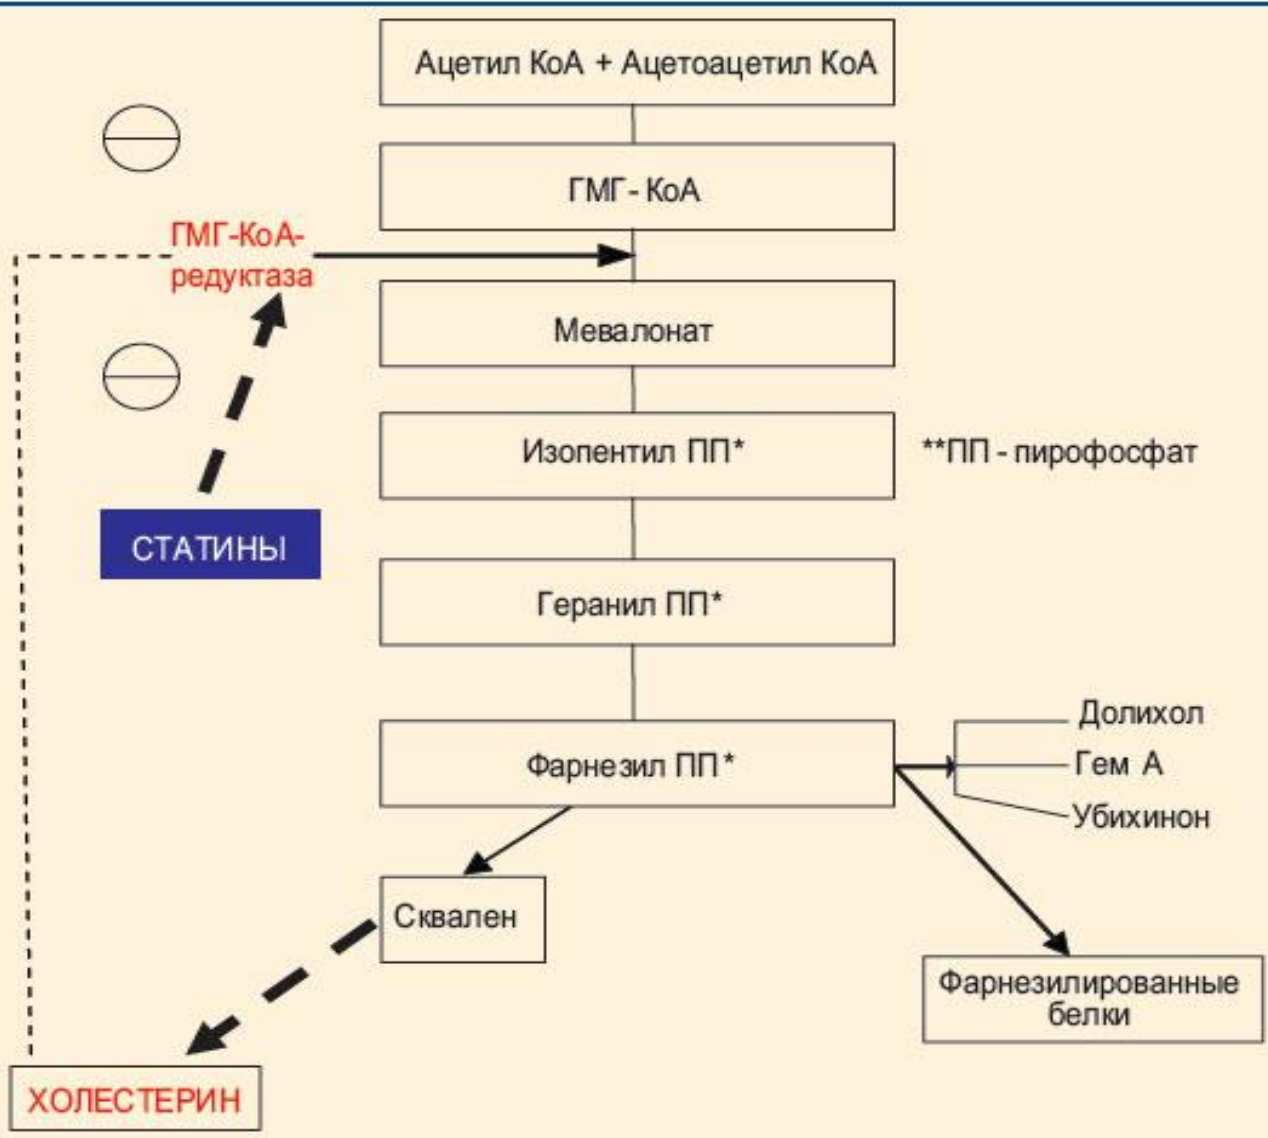 Ацетил КоА + Ацетоацетил КоА
ГМГ- КоА
ГМГ-КоА-
редуктаза
Мевалонат
Изопентил ПП*
**ПП - пирофосфат
СТАТИНЫ
Геранил ПП*
Фарнезил ПП*
Долихол
Гем А
Убихинон
Сквален
Фарнезилированные
белки
ХОЛЕСТЕРИН